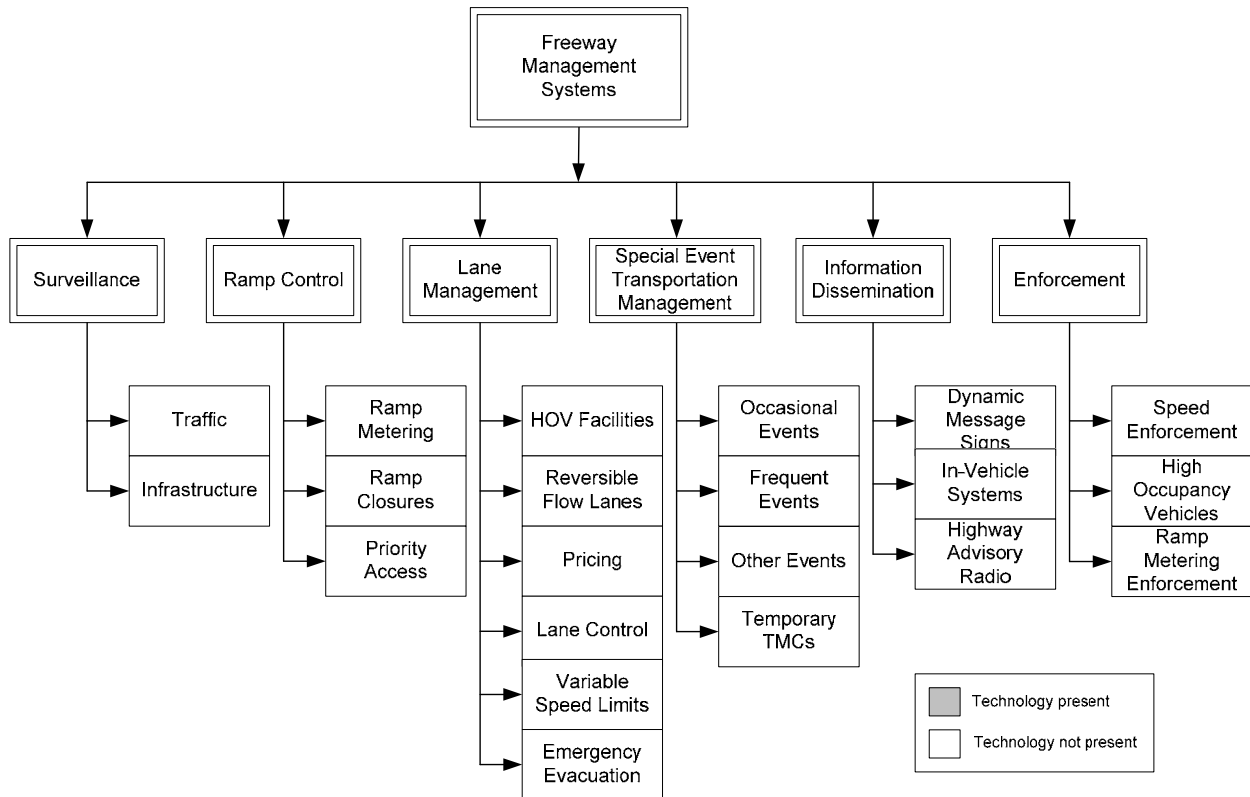 Freeway
Management
Systems
Surveillance
Ramp Control
Lane
Management
Special Event
Transportation
Management
Information
Dissemination
Enforcement
Traffic
Infrastructure
Ramp
Metering
Ramp
Closures
Priority
Access
HOV Facilities
Reversible
Flow Lanes
Pricing
Lane Control
Variable
Speed Limits
Emergency
Evacuation
Occasional
Events
Frequent
Events
Other Events
Temporary
TMCs
Dynamic
Message
Signs
In-Vehicle
Systems
Highway
Advisory
Radio
Speed
Enforcement
High
Occupancy
Vehicles
Ramp
Metering
Enforcement
Technology present
Technology not present